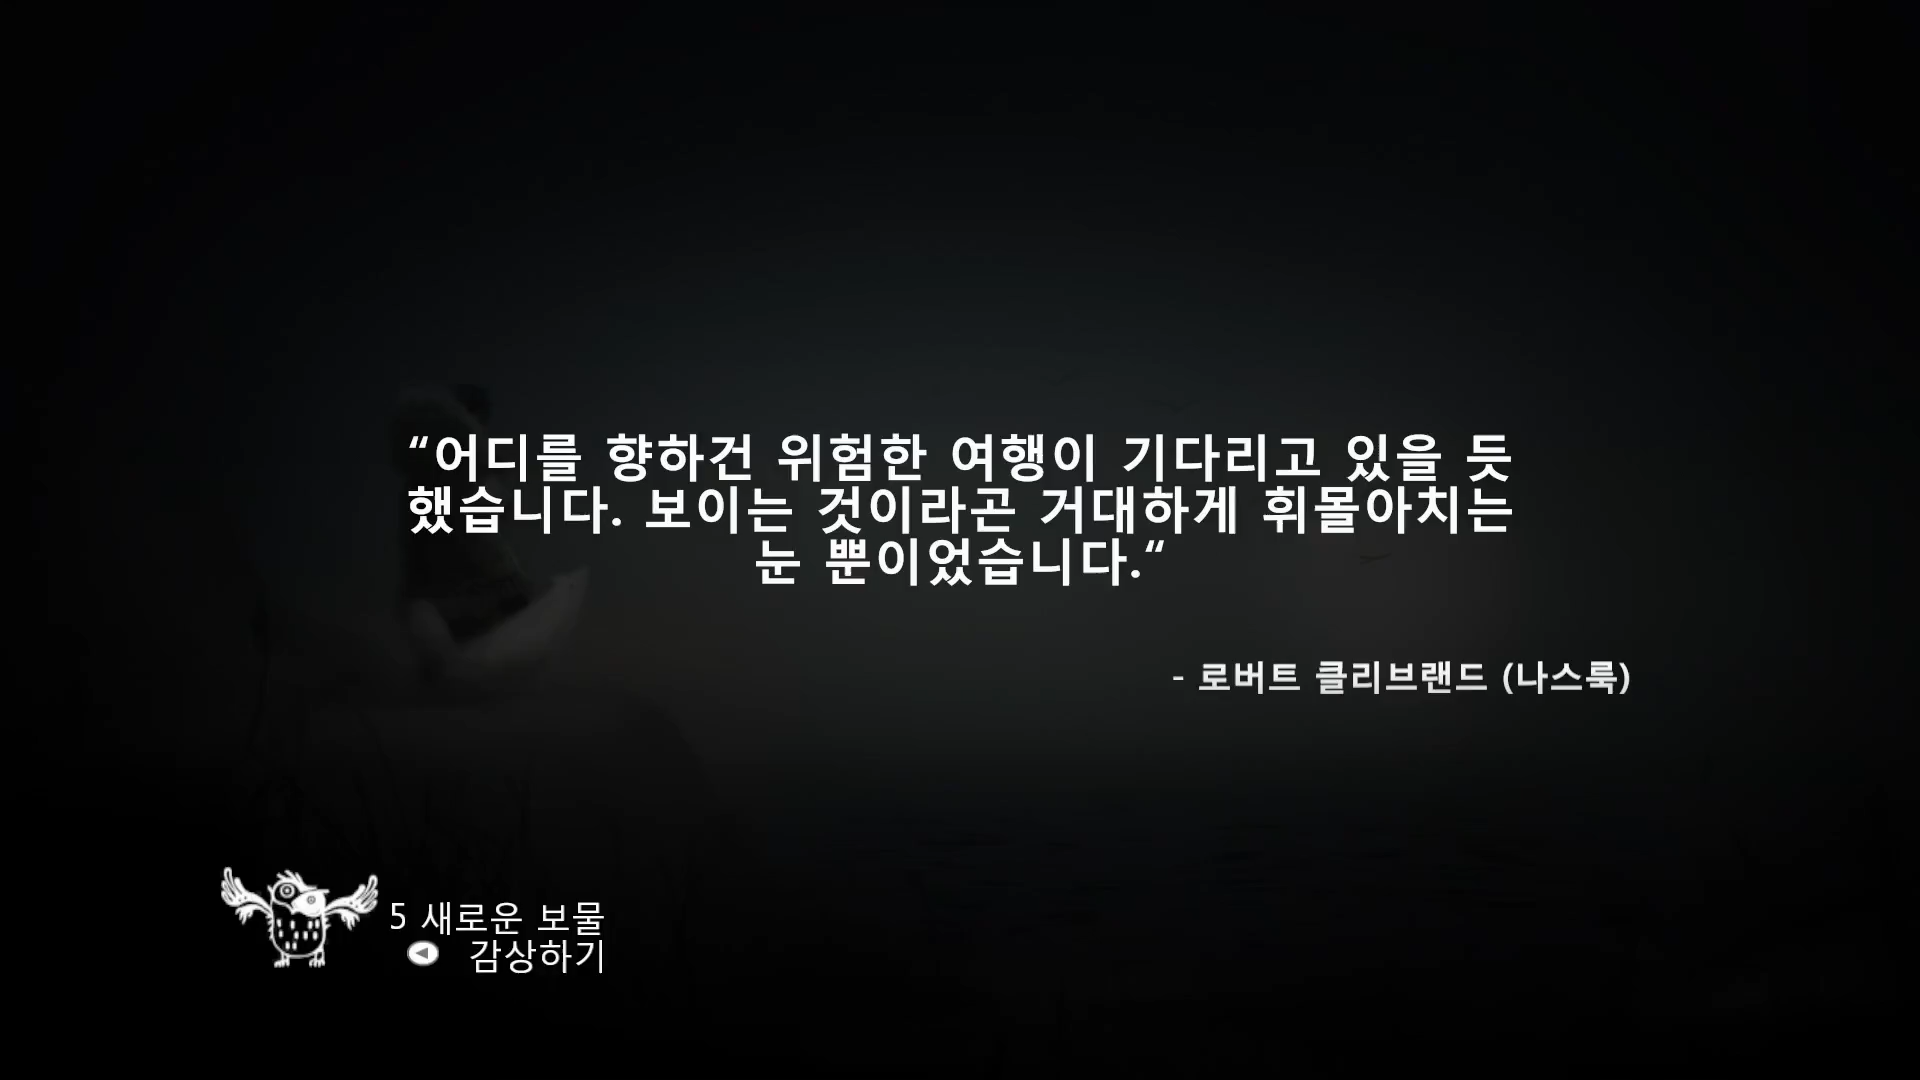 “어디를 향하건 위험한 여행이 기다리고 있을 듯
했습니다. 보이는 것이라곤 거대하게 휘몰아치는
눈 뿐이었습니다.“
- 로버트 클리브랜드 (나스룩)
5 새로운 보물
감상하기